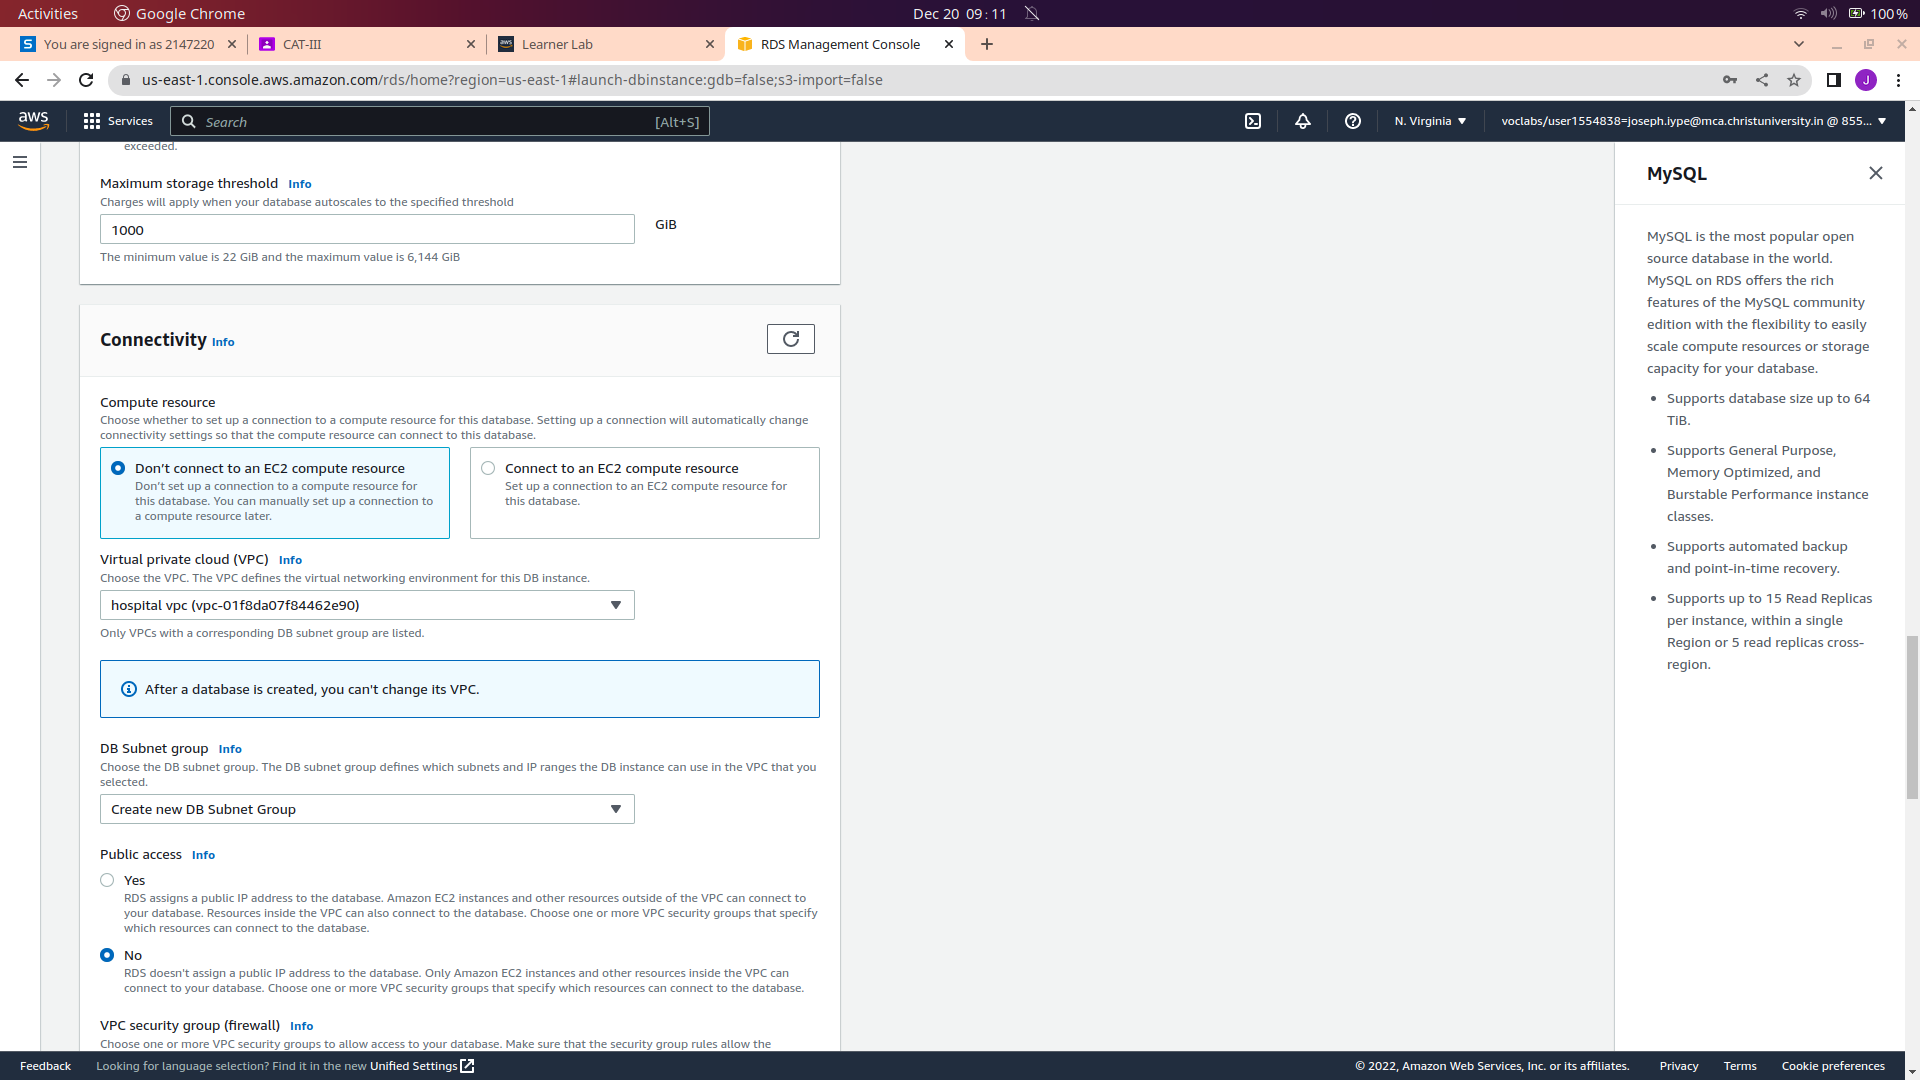 Activities
Google Chrome
Dec 20 09:11
100%
You are signed in as 2147220
CAT-III
Learner Lab
RDS Management Console
us-east-1.console.aws.amazon.com/rds/home?region=us-east-1#launch-dbinstance:gdb=false;s3-import=false
J
aws
Services
Search
[Alt+S]
N. Virginia
voclabs/user1554838=joseph.iype@mca.christuniversity.in @ 855...
exceeded.
Maximum storage threshold Info
Charges will apply when your database autoscales to the specified threshold
1000
GiB
The minimum value is 22 GiB and the maximum value is 6,144 GiB
Connectivity Info
Compute resource
Choose whether to set up a connection to a compute resource for this database. Setting up a connection will automatically change
connectivity settings so that the compute resource can connect to this database.
Don't connect to an EC2 compute resource
Don't set up a connection to a compute resource for
this database. You can manually set up a connection to
a compute resource later.
Connect to an EC2 compute resource
Set up a connection to an EC2 compute resource for
this database.
Virtual private cloud (VPC) Info
Choose the VPC. The VPC defines the virtual networking environment for this DB instance.
hospital vpc (vpc-01f8da07f84462e90)
Only VPCs with a corresponding DB subnet group are listed.
After a database is created, you can't change its VPC.
DB Subnet group Info
Choose the DB subnet group. The DB subnet group defines which subnets and IP ranges the DB instance can use in the VPC that you
selected.
Create new DB Subnet Group
Public access Info
Yes
RDS assigns a public IP address to the database. Amazon EC2 instances and other resources outside of the VPC can connect to
your database. Resources inside the VPC can also connect to the database. Choose one or more VPC security groups that specify
which resources can connect to the database.
No
RDS doesn't assign a public IP address to the database. Only Amazon EC2 instances and other resources inside the VPC can
connect to your database. Choose one or more VPC security groups that specify which resources can connect to the database.
VPC security group (firewall) Info
Choose one or more VPC security groups to allow access to your database. Make sure that the security group rules allow the
MySQL
MySQL is the most popular open
source database in the world.
MySQL on RDS offers the rich
features of the MySQL community
edition with the flexibility to easily
scale compute resources or storage
capacity for your database.
Supports database size up to 64
TiB.
Supports General Purpose,
Memory Optimized, and
Burstable Performance instance
classes.
Supports automated backup
and point-in-time recovery.
Supports up to 15 Read Replicas
per instance, within a single
Region or 5 read replicas cross-
region.
Feedback
Looking for language selection? Find it in the new Unified Settings
© 2022, Amazon Web Services, Inc. or its affiliates.
Privacy
Terms
Cookie preferences